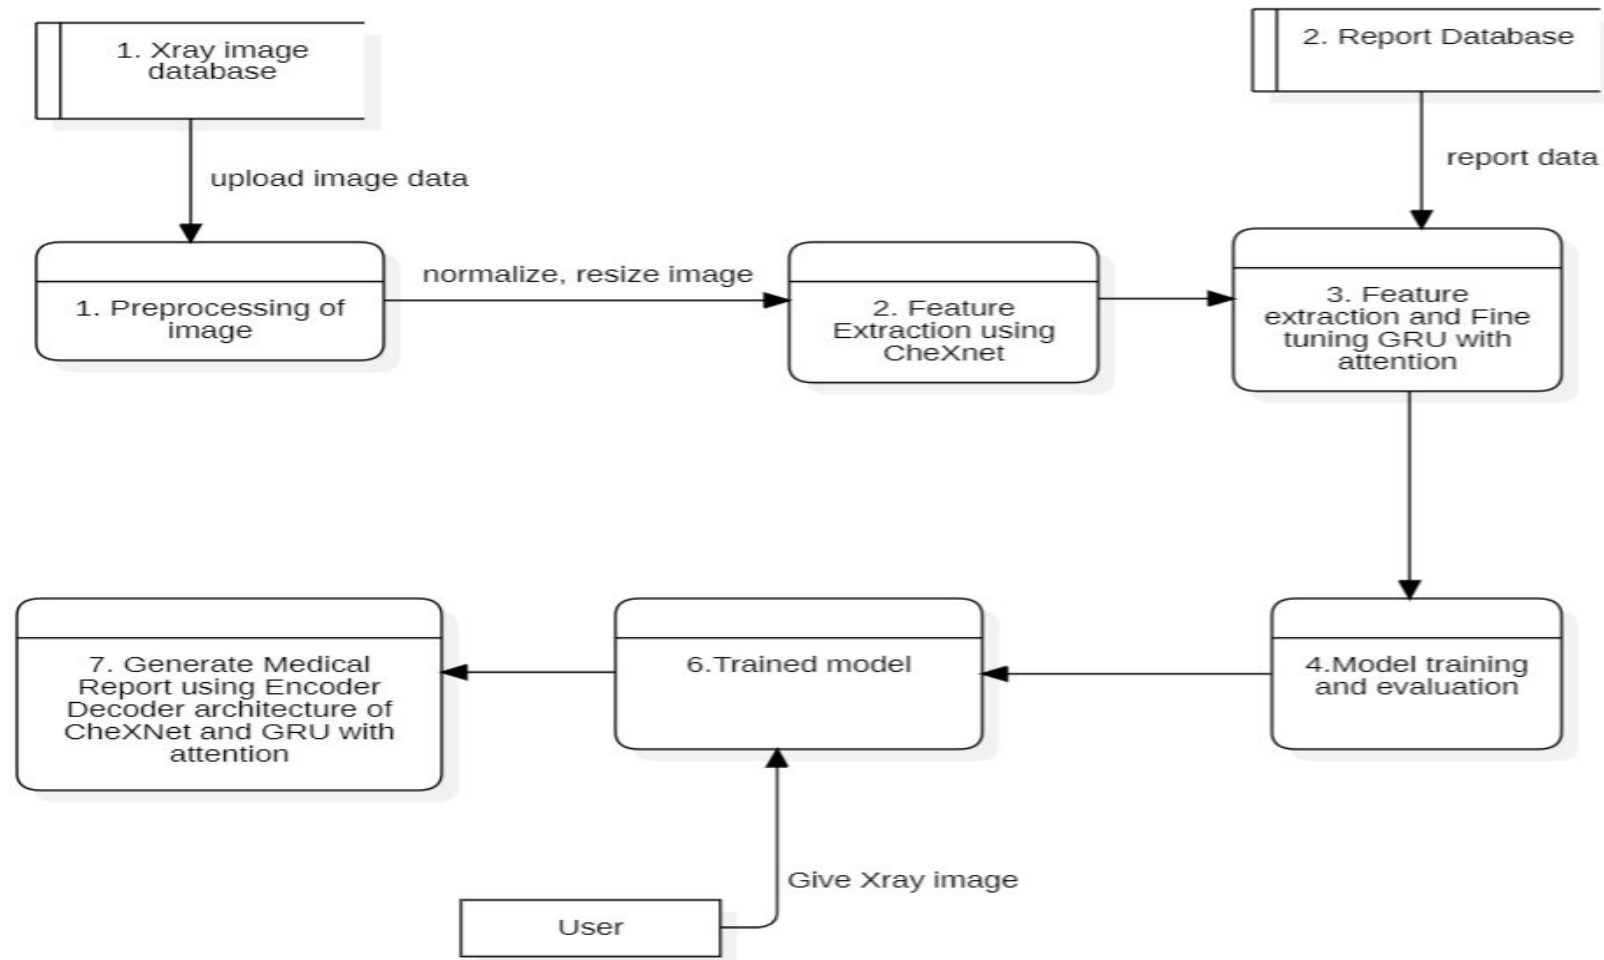 1. Xray image
database
2. Report Database
upload image data
report data
1. Preprocessing of
image
normalize, resize image
2. Feature
Extraction using
CheXnet
3. Feature
extraction and Fine
tuning GRU with
attention
7. Generate Medical
Report using Encoder
Decoder architecture of
CheXNet and GRU with
attention
6.Trained model
4.Model training
and evaluation
Give Xray image
User